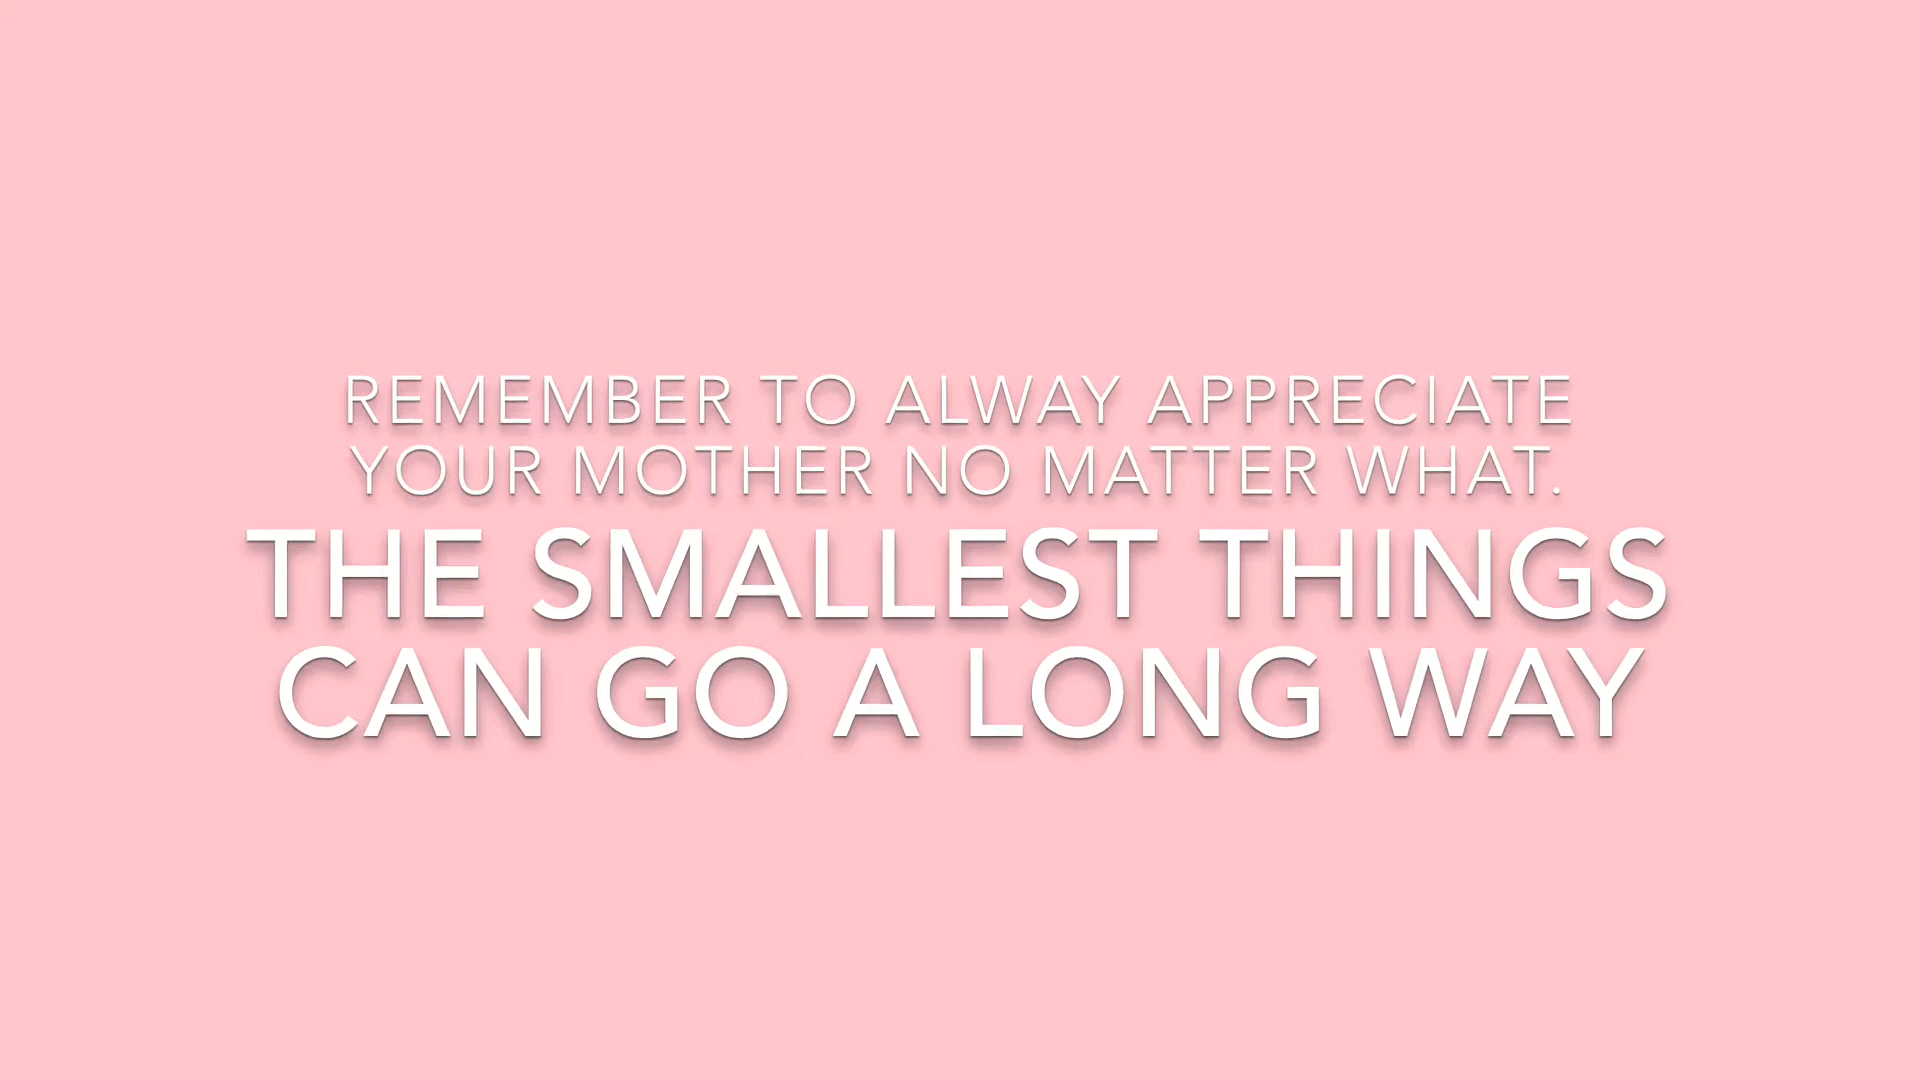 REMEMBER TO ALWAY APPRECIATE
YOUR MOTHER NO MATTER WHAT.
THE SMALLEST THINGS
CAN GO A LONG WAY